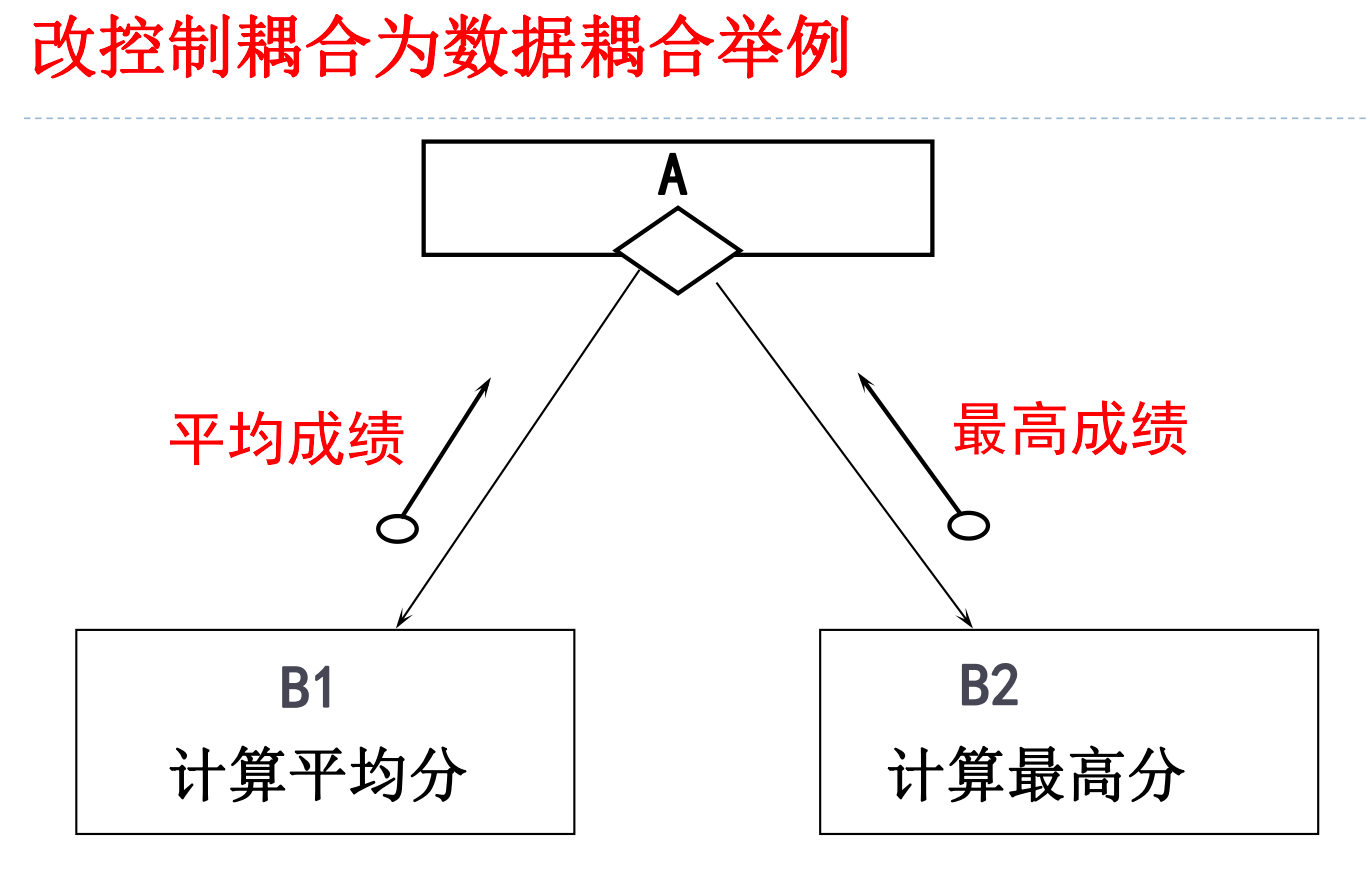 改控制耦合为数据耦合举例
A
平均成绩
最高成绩
B1
计算平均分
B2
计算最高分